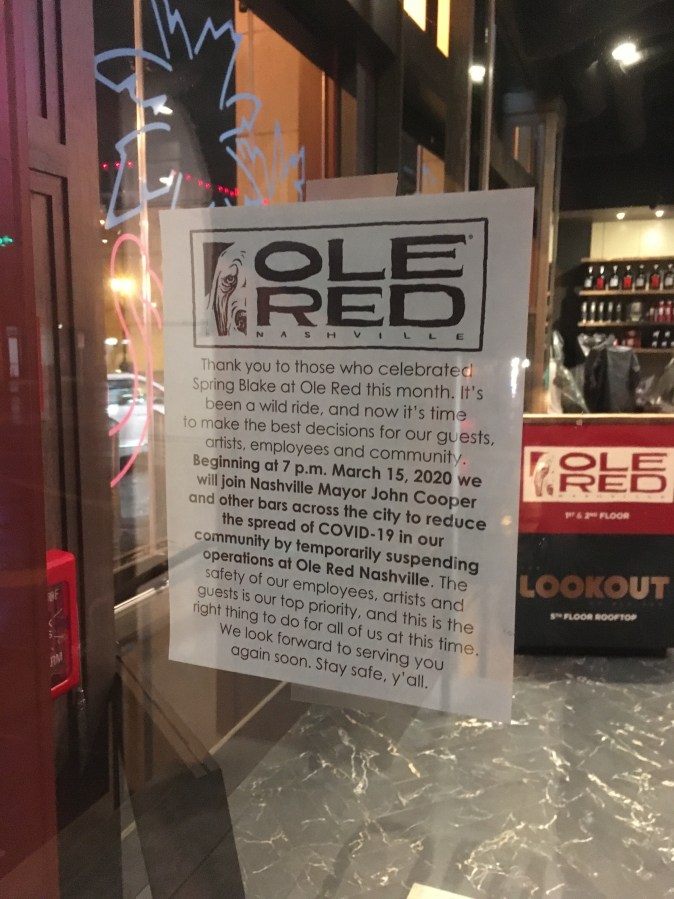 OLE
RED
NASHVILLE
Thank you to those who celebrated
Spring Blake at Ole Red this month. It's
been a wild ride, and now it's time
to make the best decisions for our guests,
artists, employees and community.
Beginning at 7 p.m. March 15, 2020 we
will join Nashville Mayor John Cooper
and other bars across the city to reduce
the spread of COVID-19 in our
community by temporarily suspending
operations at Ole Red Nashville. The
safety of our employees, artists and
guests is our top priority, and this is the
right thing to do for all of us at this time.
We look forward to serving you
again soon. Stay safe, y'all.
OLE
RED
NASHVILLE
1ST & 2ND FLOOR
LOOKOUT
5TH FLOOR ROOFTOP